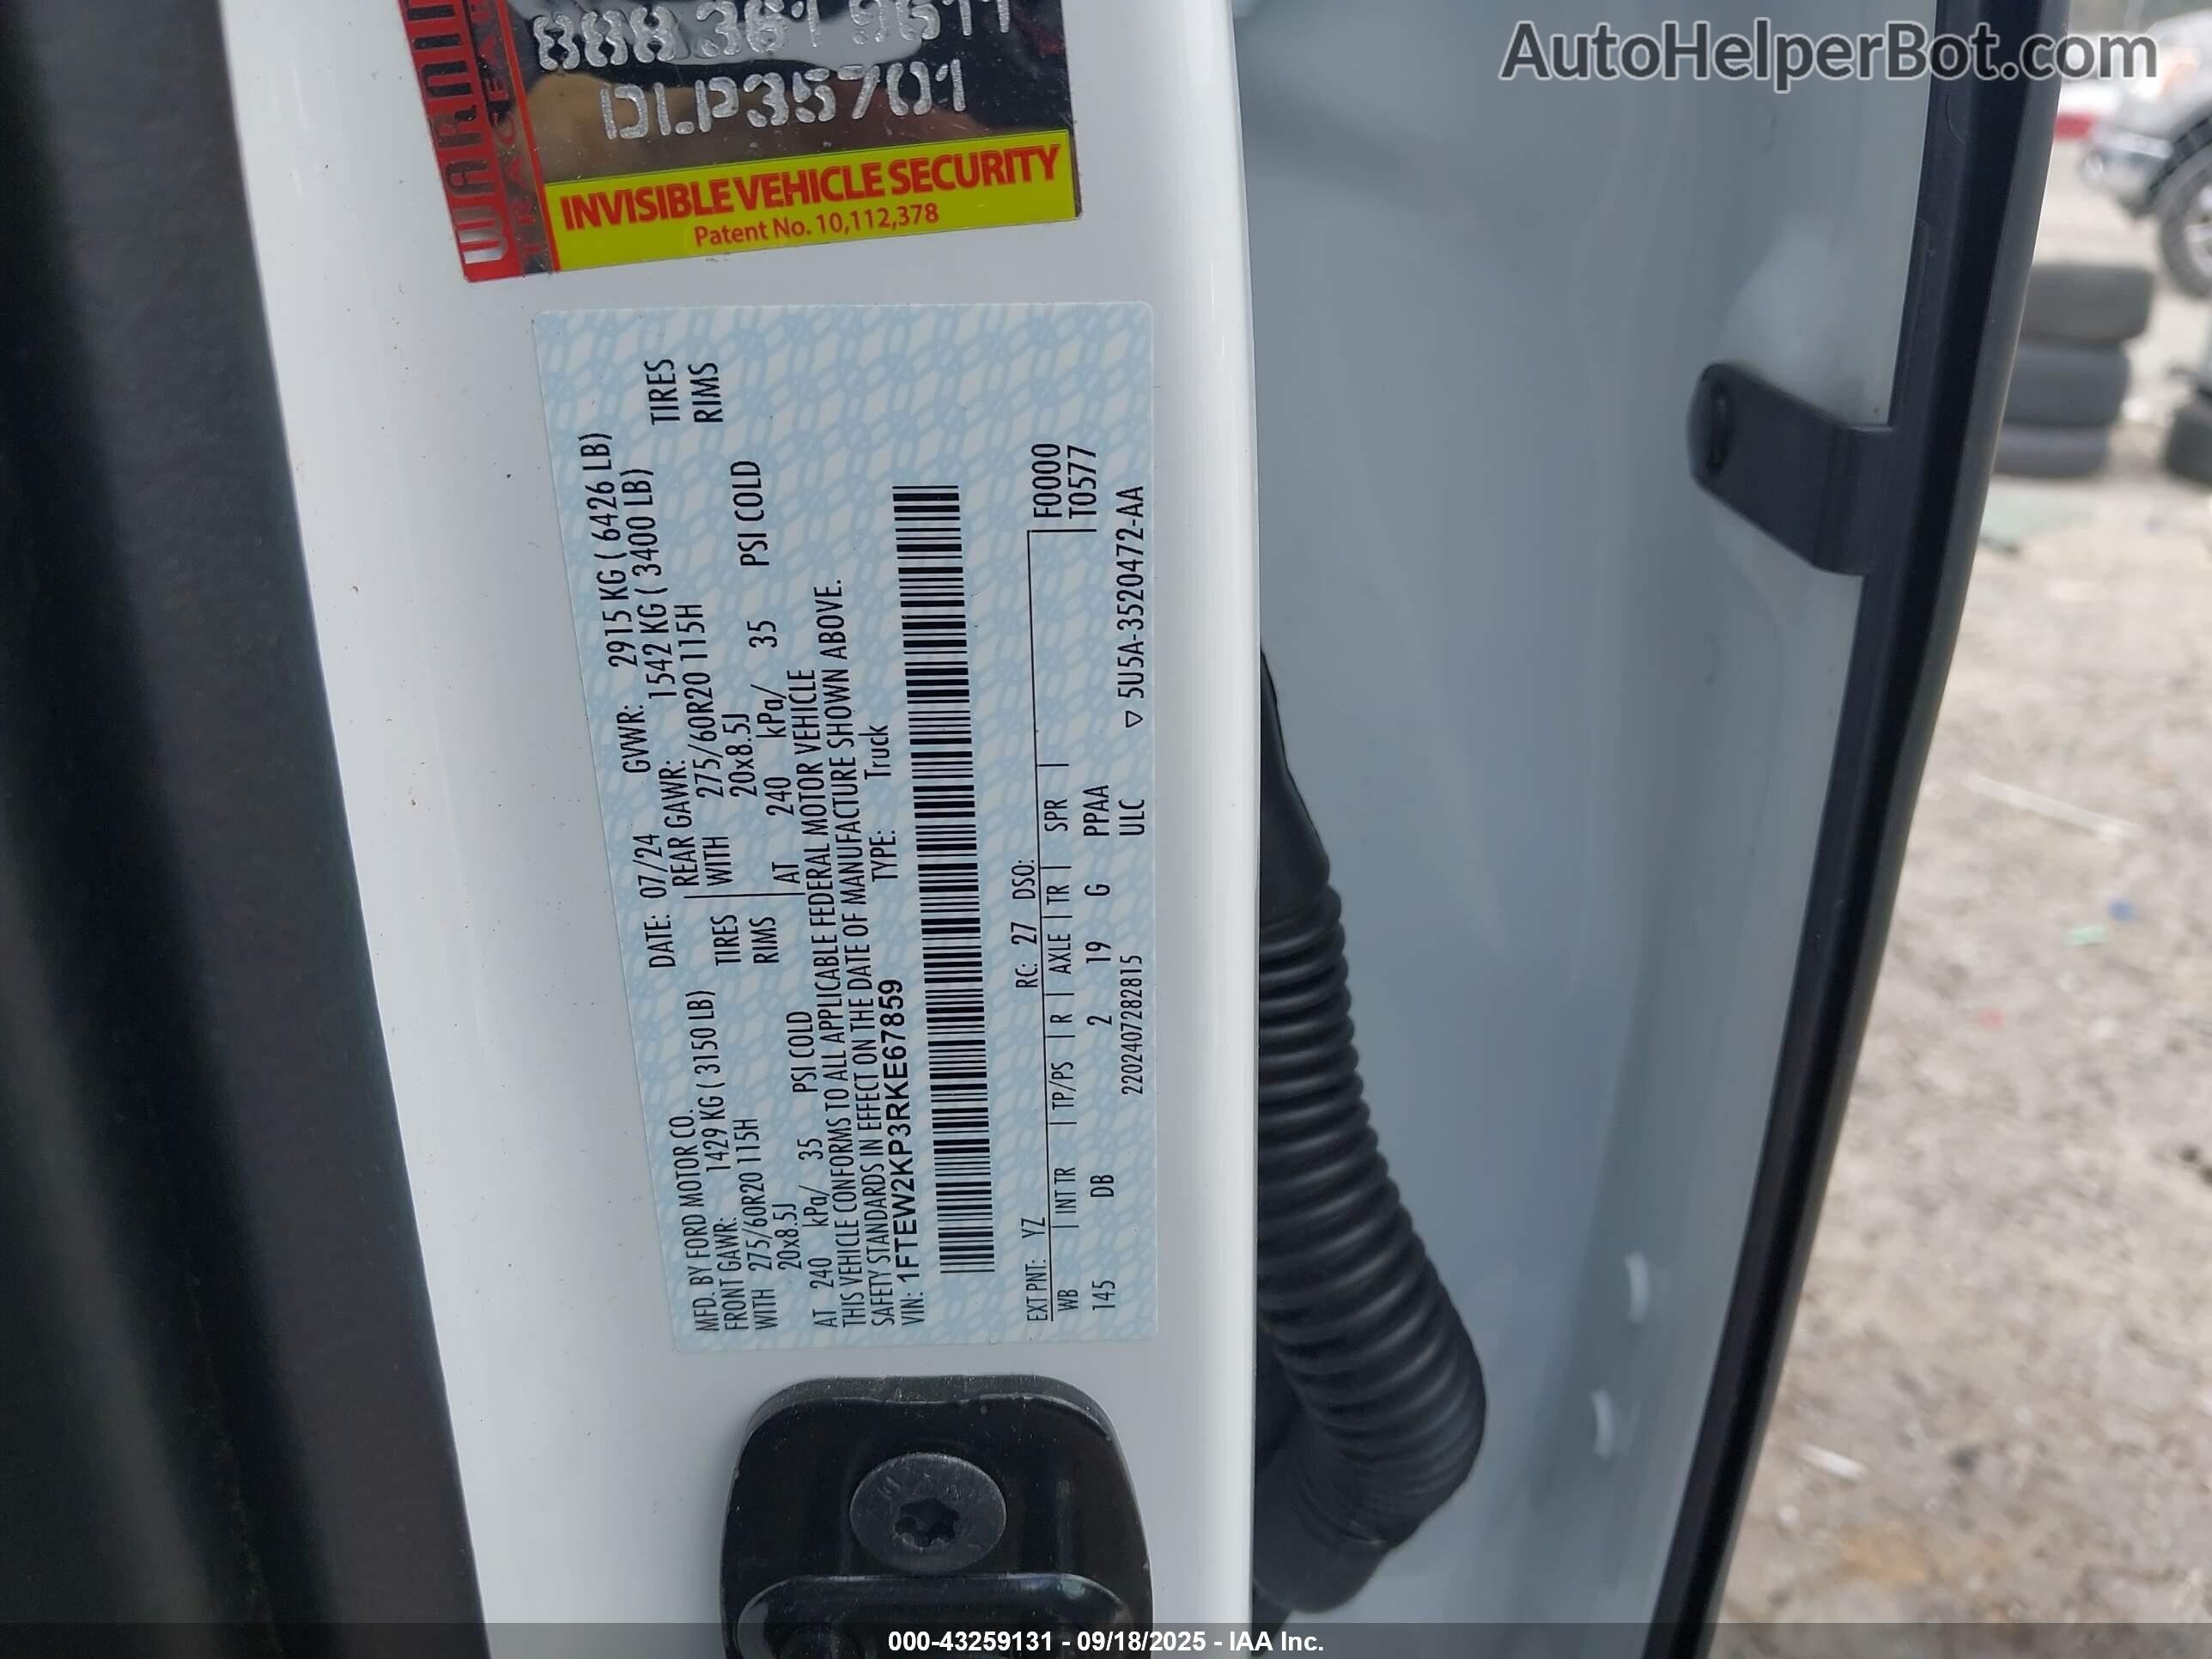 AutoHelperBot.com
888 361 9611
DLP35701
INVISIBLE VEHICLE SECURITY
Patent No. 10,112,378
MFD. BY FORD MOTOR CO.
DATE: 07/24
GVWR: 2915 KG ( 6426 LB)
FRONT GAWR: 1429 KG ( 3150 LB)
REAR GAWR: 1542 KG ( 3400 LB)
WITH 275/60R20 115H TIRES
WITH 275/60R20 115H TIRES
20x8.5J RIMS
20x8.5J RIMS
AT 240 kPa/ 35 PSI COLD
AT 240 kPa/ 35 PSI COLD
THIS VEHICLE CONFORMS TO ALL APPLICABLE FEDERAL MOTOR VEHICLE
SAFETY STANDARDS IN EFFECT ON THE DATE OF MANUFACTURE SHOWN ABOVE.
VIN: 1FTEW2KP3RKE67859
TYPE: Truck
EXT PNT: YZ RC: 27 DSO: F0000
WB | INT TR | TP/PS | R | AXLE | TR | SPR | T0577
145 DB 2 19 G PPAA
2202407282815 ULC ▽ 5U5A-3520472-AA
000-43259131 - 09/18/2025 - IAA Inc.